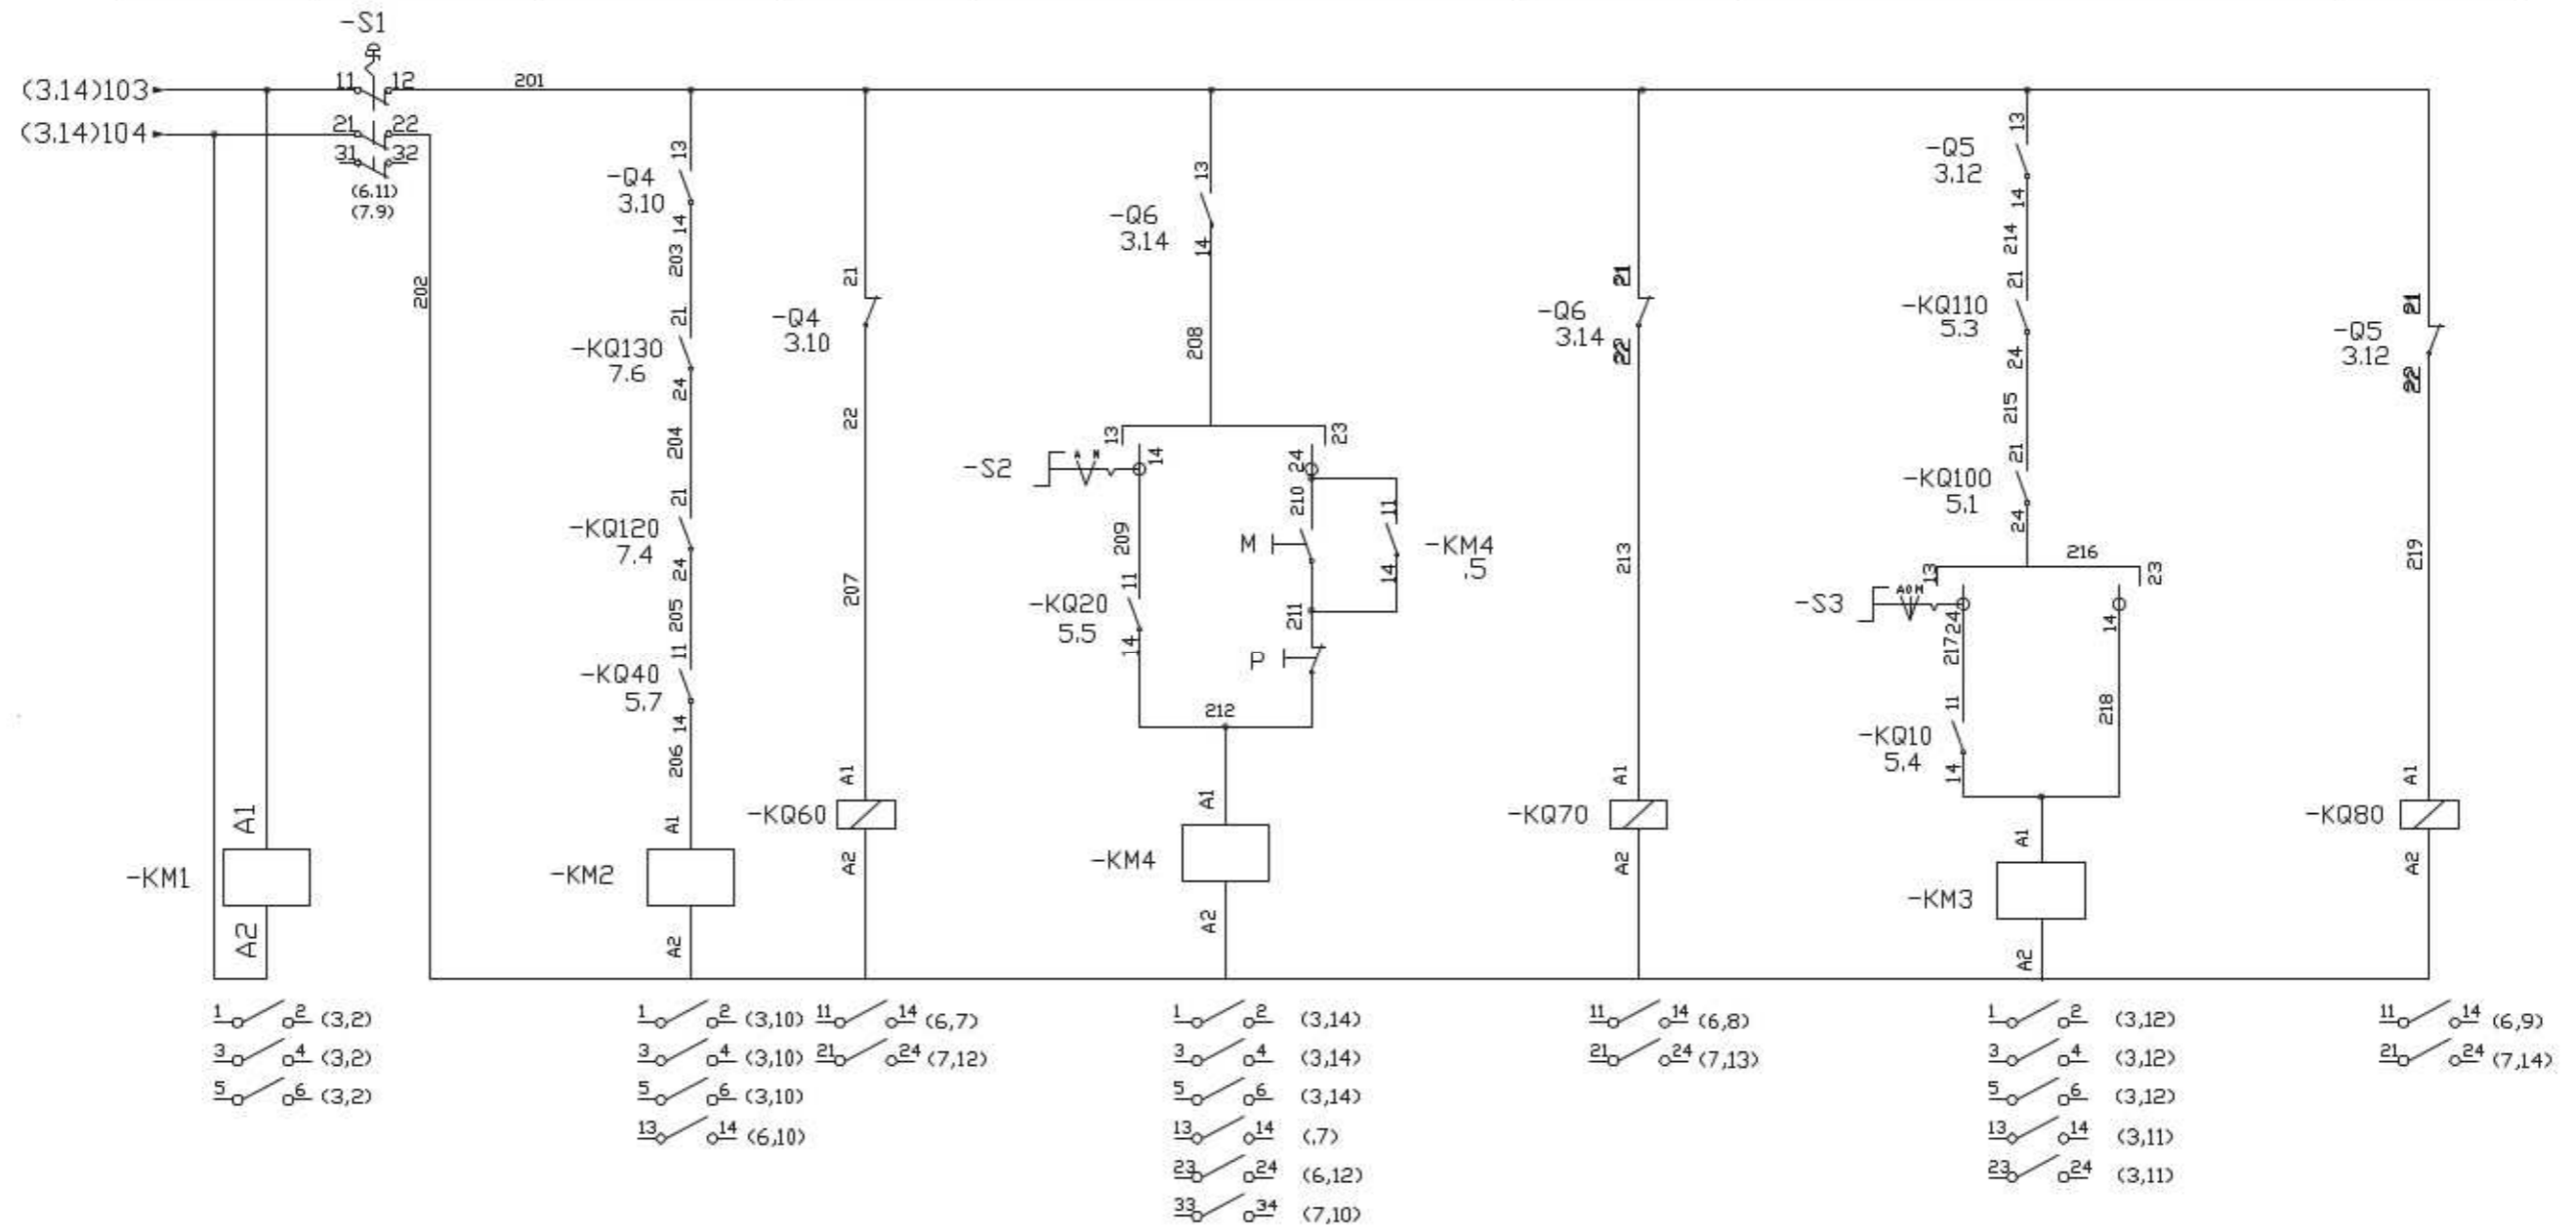 -S1
(3.14)103
11
12
201
(3.14)104
21
22
31
32
(6.11)
(7.9)
202
-Q4
3.10
13
14
203
-KQ130
7.6
21
24
204
-KQ120
7.4
21
24
205
-KQ40
5.7
11
14
206
A1
-KM2
A2
A1
-KM1
A2
21
-Q4
3.10
22
207
A1
-KQ60
A2
13
-Q6
3.14
14
208
13
23
-S2
A M
14
24
209
210
11
M
-KM4
.5
14
11
-KQ20
5.5
14
211
P
212
A1
-KM4
A2
21
-Q6
3.14
22
213
A1
-KQ70
A2
13
-Q5
3.12
14
214
21
-KQ110
5.3
24
215
21
-KQ100
5.1
24
216
13
23
-S3
A0M
24
14
217
218
11
-KQ10
5.4
14
A1
-KM3
A2
21
-Q5
3.12
22
219
A1
-KQ80
A2
1 2 (3,2)
3 4 (3,2)
5 6 (3,2)
1 2 (3,10)
3 4 (3,10)
5 6 (3,10)
13 14 (6,10)
11 14 (6,7)
21 24 (7,12)
1 2 (3,14)
3 4 (3,14)
5 6 (3,14)
13 14 (.7)
23 24 (6,12)
33 34 (7,10)
11 14 (6,8)
21 24 (7,13)
1 2 (3,12)
3 4 (3,12)
5 6 (3,12)
13 14 (3,11)
23 24 (3,11)
11 14 (6,9)
21 24 (7,14)